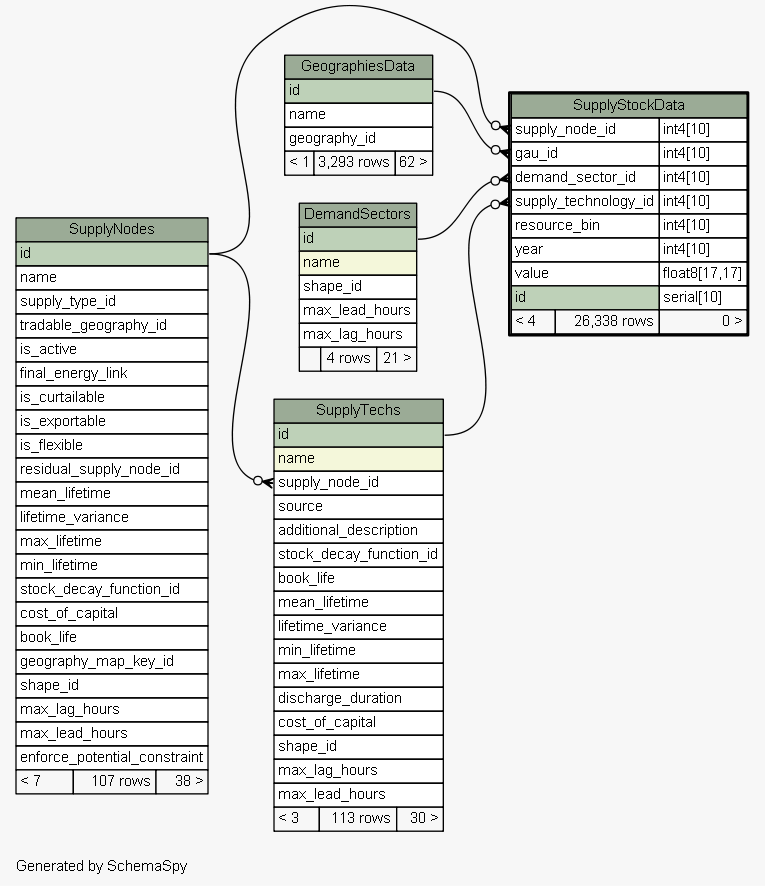 GeographiesData
id
name
geography_id
< 1 3,293 rows 62 >
SupplyStockData
supply_node_id int4[10]
gau_id int4[10]
demand_sector_id int4[10]
supply_technology_id int4[10]
resource_bin int4[10]
year int4[10]
value float8[17,17]
id serial[10]
< 4 26,338 rows 0 >
DemandSectors
id
name
shape_id
max_lead_hours
max_lag_hours
4 rows 21 >
SupplyNodes
id
name
supply_type_id
tradable_geography_id
is_active
final_energy_link
is_curtailable
is_exportable
is_flexible
residual_supply_node_id
mean_lifetime
lifetime_variance
max_lifetime
min_lifetime
stock_decay_function_id
cost_of_capital
book_life
geography_map_key_id
shape_id
max_lag_hours
max_lead_hours
enforce_potential_constraint
< 7 107 rows 38 >
SupplyTechs
id
name
supply_node_id
source
additional_description
stock_decay_function_id
book_life
mean_lifetime
lifetime_variance
min_lifetime
max_lifetime
discharge_duration
cost_of_capital
shape_id
max_lag_hours
max_lead_hours
< 3 113 rows 30 >
Generated by SchemaSpy